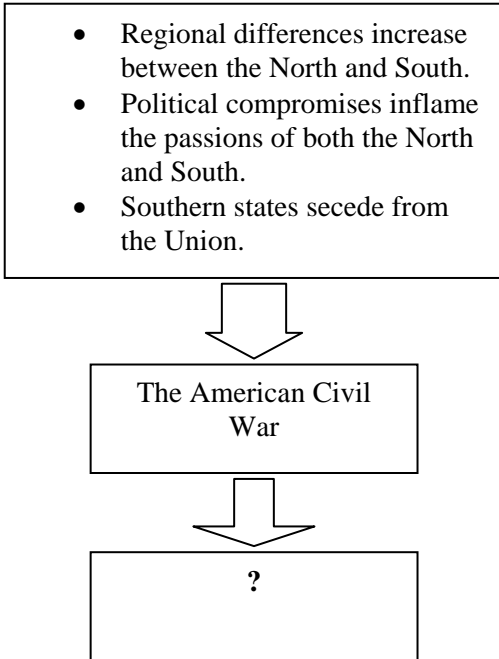 • Regional differences increase
between the North and South.
• Political compromises inflame
the passions of both the North
and South.
• Southern states secede from
the Union.
The American Civil
War
?